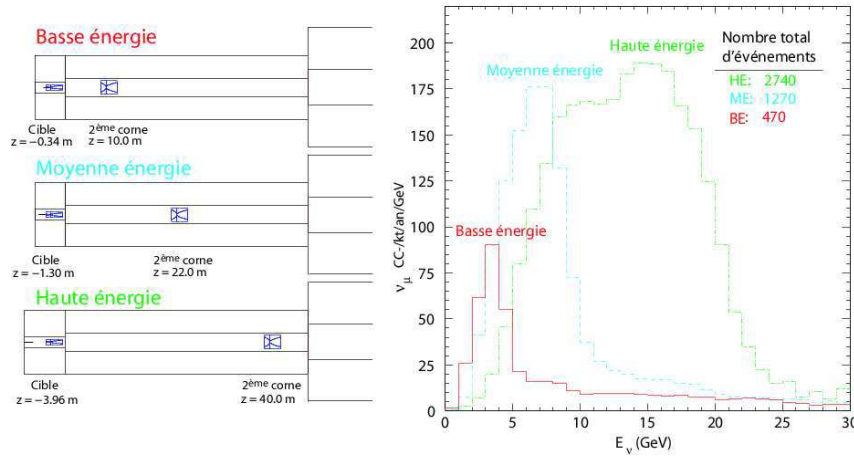 Basse énergie
Cible
z = −0.34 m
2ème corne
z = 10.0 m
Moyenne énergie
Cible
z = −1.30 m
2ème corne
z = 22.0 m
Haute énergie
Cible
z = −3.96 m
2ème corne
z = 40.0 m
ν μ CC-/kt/an/GeV
200
175
150
125
100
75
50
25
0
Haute énergie
Moyenne énergie
Basse énergie
Nombre total
d'événements
HE: 2740
ME: 1270
BE: 470
0 5 10 15 20 25 30
E ν (GeV)